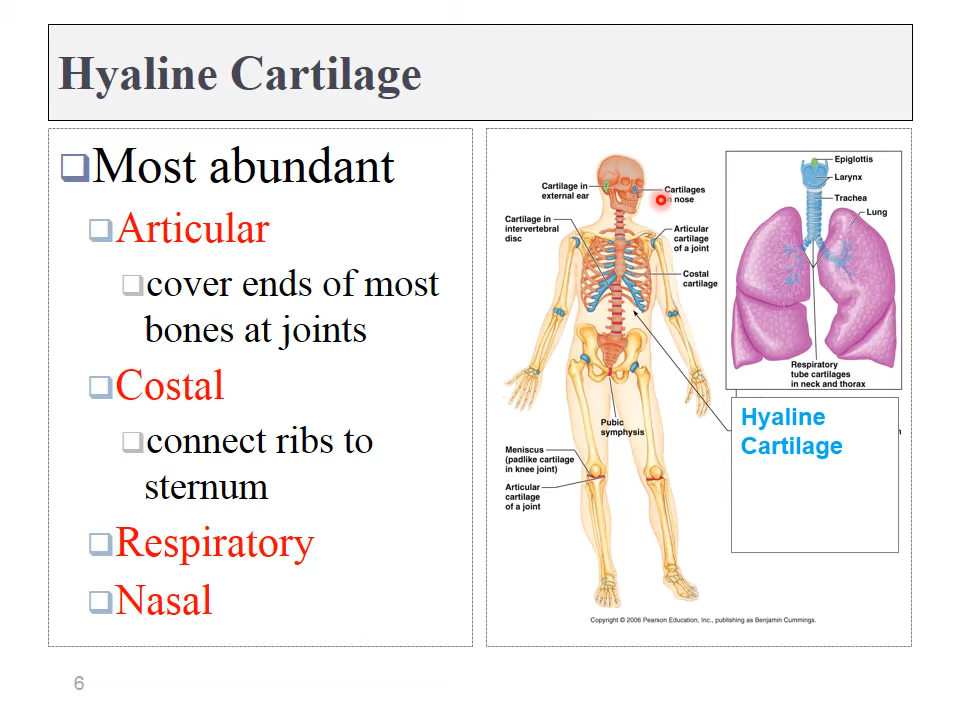 Hyaline Cartilage
Most abundant
Articular
cover ends of most
bones at joints
Costal
connect ribs to
sternum
Respiratory
Nasal
Cartilage in
external ear
Cartilages
n nose
Cartilage in
intervertebral
disc
Articular
cartilage
of a joint
Costal
cartilage
Pubic
symphysis
Meniscus
(padlike cartilage
in knee joint)
Articular
cartilage
of a joint
Epiglottis
Larynx
Trachea
Lung
Respiratory
tube cartilages
in neck and thorax
Hyaline
Cartilage
Copyright © 2006 Pearson Education, Inc., publishing as Benjamin Cummings.
6